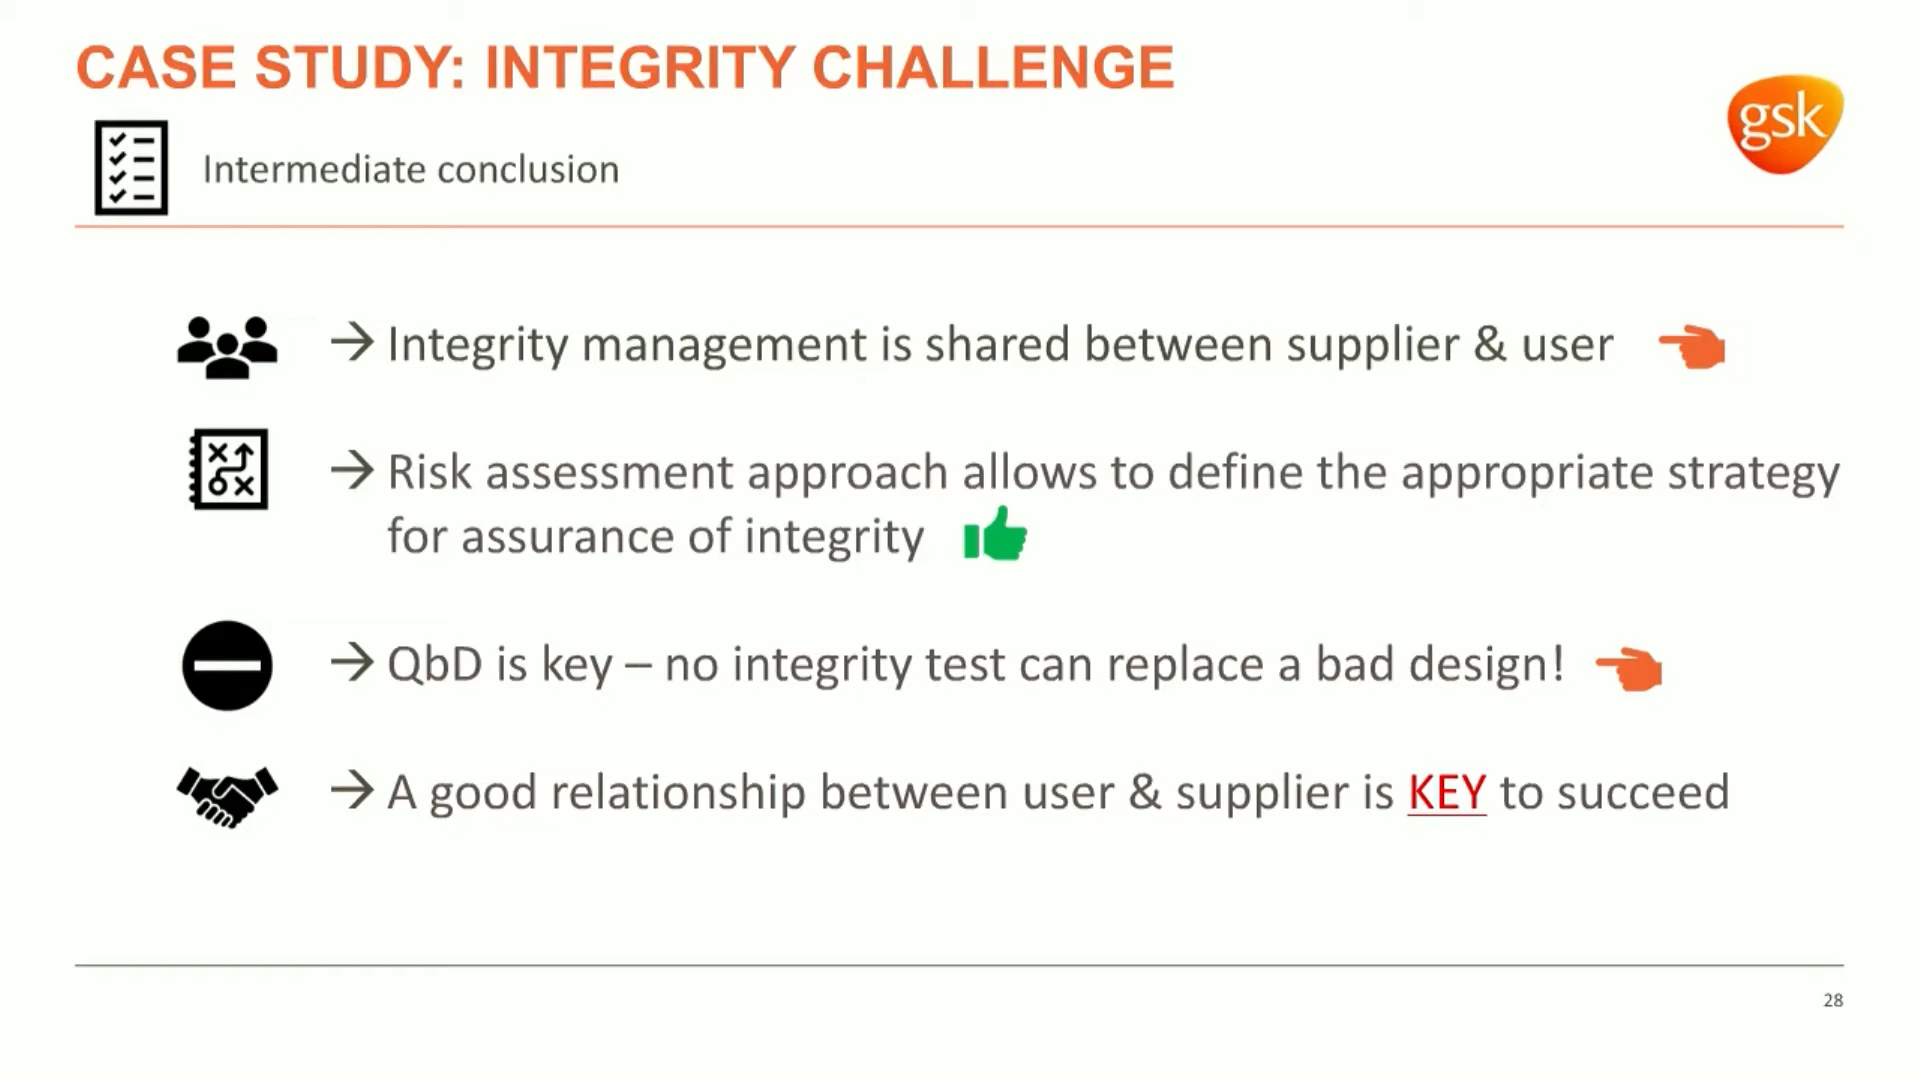 CASE STUDY: INTEGRITY CHALLENGE
gsk
Intermediate conclusion
→ Integrity management is shared between supplier & user
→ Risk assessment approach allows to define the appropriate strategy
for assurance of integrity
→ QbD is key – no integrity test can replace a bad design!
→ A good relationship between user & supplier is KEY to succeed
28